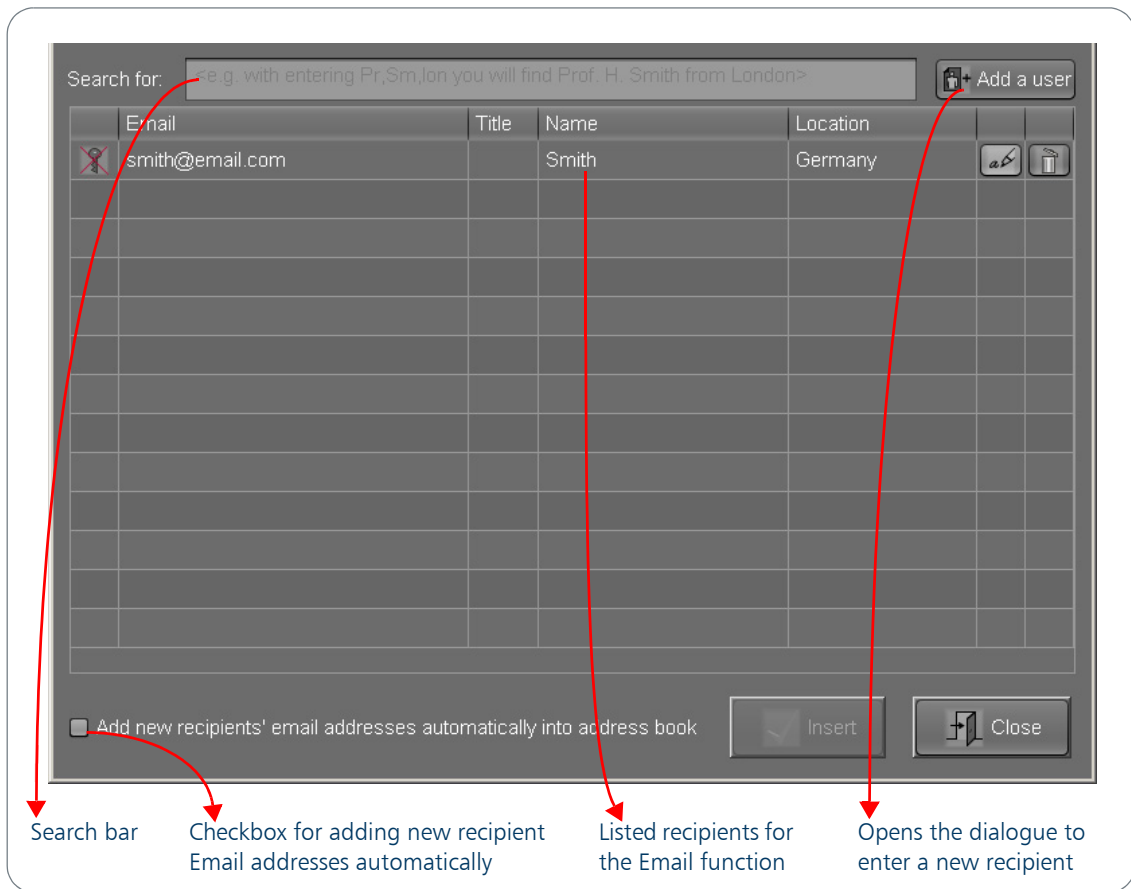 Search for: <e.g. with entering Pr,Sm,lon you will find Prof. H. Smith from London> Add a user
Email Title Name Location
smith@email.com Smith Germany
Add new recipients' email addresses automatically into address book Insert Close
Search bar
Checkbox for adding new recipient
Email addresses automatically
Listed recipients for
the Email function
Opens the dialogue to
enter a new recipient